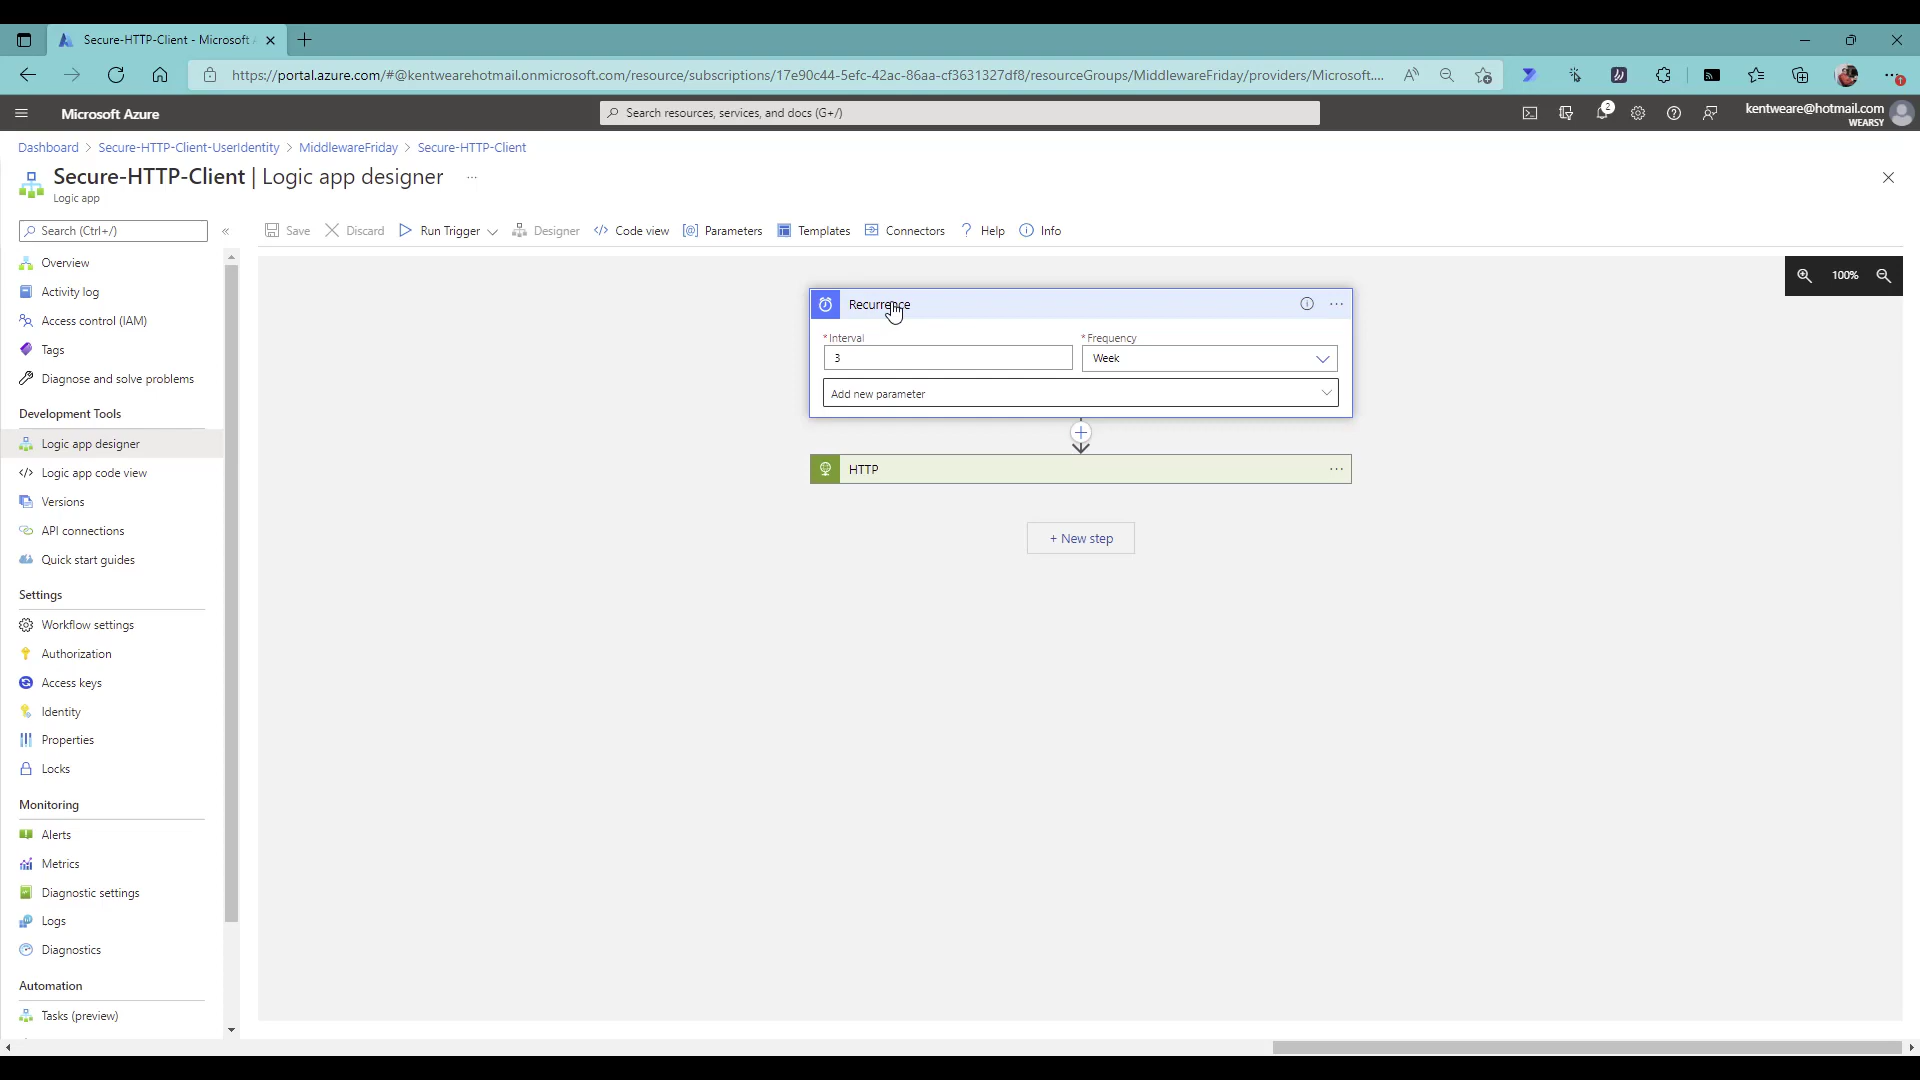 Secure-HTTP-Client - Microsoft
https://portal.azure.com/#@kentwearehotmail.onmicrosoft.com/resource/subscriptions/17e90c44-5efc-42ac-86aa-cf3631327df8/resourceGroups/MiddlewareFriday/providers/Microsoft....
Microsoft Azure
Search resources, services, and docs (G+/)
2
kentweare@hotmail.com
WEARSY
Dashboard > Secure-HTTP-Client-UserIdentity > MiddlewareFriday > Secure-HTTP-Client
Secure-HTTP-Client | Logic app designer ...
Logic app
Search (Ctrl+/)
Save
Discard
Run Trigger
Designer
Code view
Parameters
Templates
Connectors
Help
Info
Overview
Activity log
Access control (IAM)
Tags
Diagnose and solve problems
Development Tools
Logic app designer
Logic app code view
Versions
API connections
Quick start guides
Settings
Workflow settings
Authorization
Access keys
Identity
Properties
Locks
Monitoring
Alerts
Metrics
Diagnostic settings
Logs
Diagnostics
Automation
Tasks (preview)
100%
Recurrence
*Interval
*Frequency
3
Week
Add new parameter
HTTP
+ New step